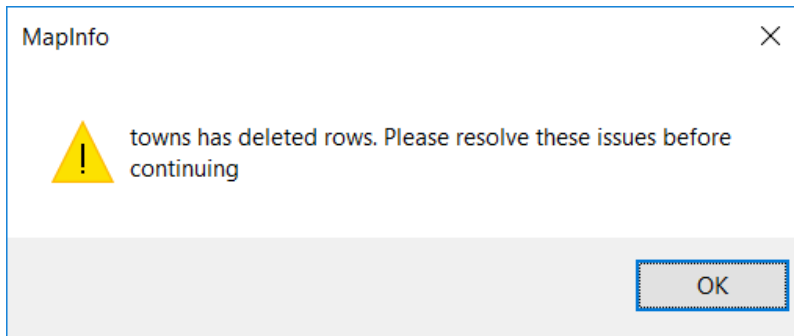 MapInfo
towns has deleted rows. Please resolve these issues before
continuing
OK